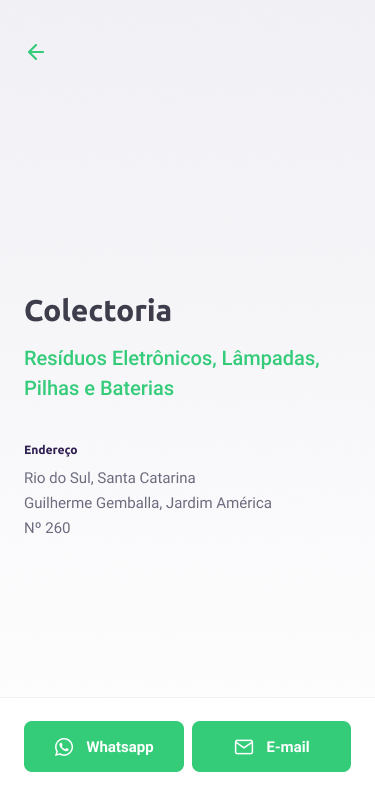 Colectoria
Resíduos Eletrônicos, Lâmpadas,
Pilhas e Baterias
Endereço
Rio do Sul, Santa Catarina
Guilherme Gemballa, Jardim América
Nº 260
Whatsapp
E-mail